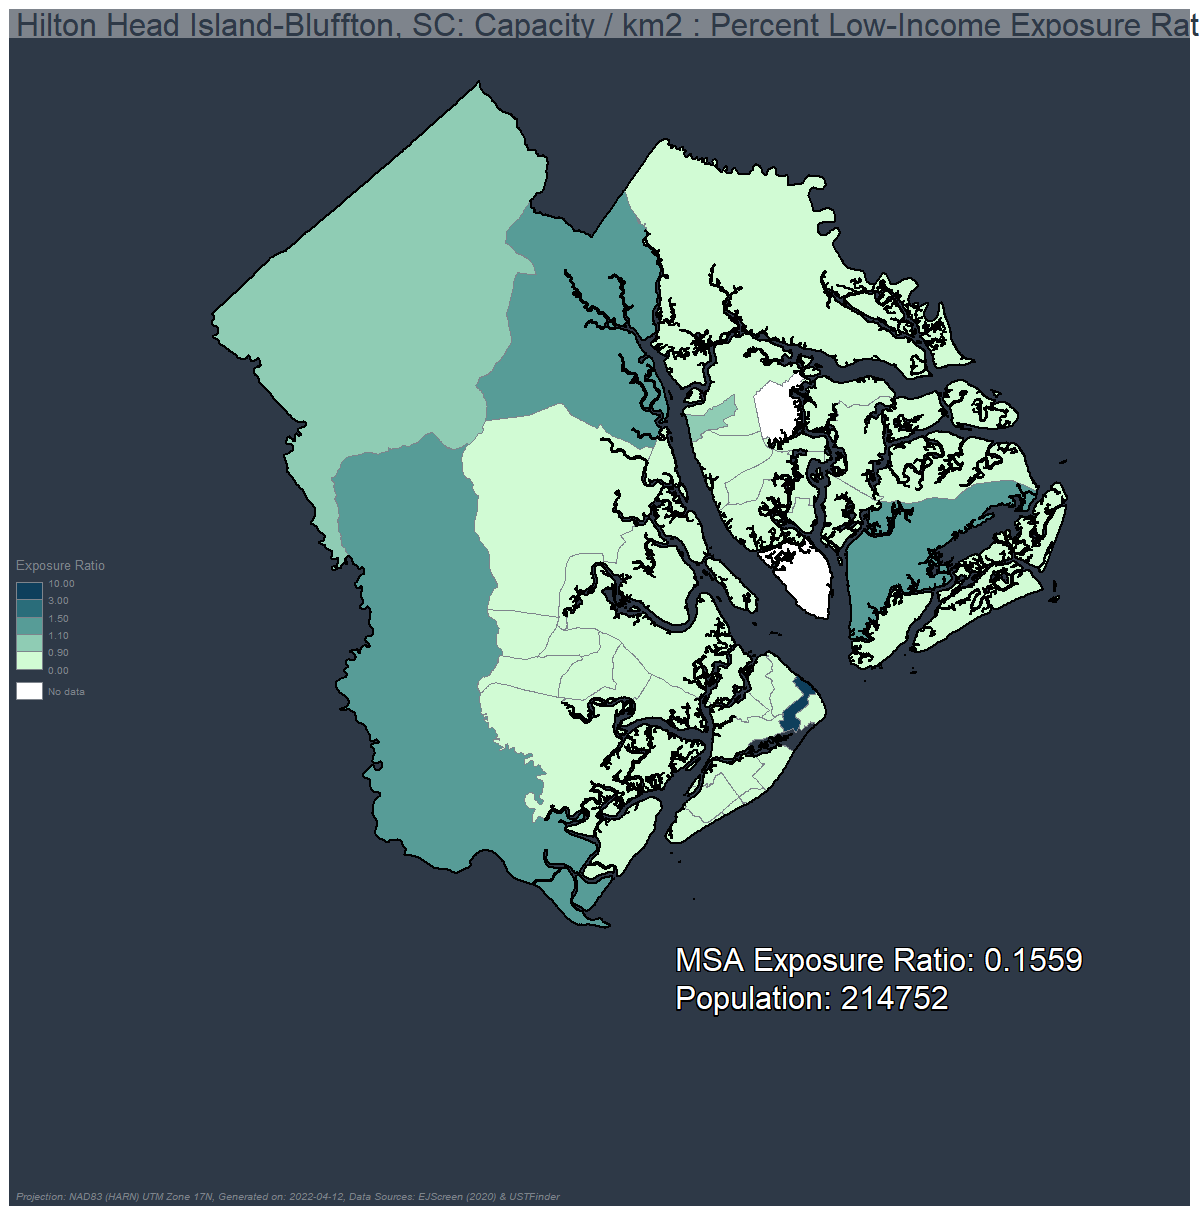 Hilton Head Island-Bluffton, SC: Capacity / km2 : Percent Low-Income Exposure Rat
Exposure Ratio
10.00
3.00
1.50
1.10
0.90
0.00
No data
MSA Exposure Ratio: 0.1559
Population: 214752
Projection: NAD83 (HARN) UTM Zone 17N, Generated on: 2022-04-12, Data Sources: EJScreen (2020) & USTFinder